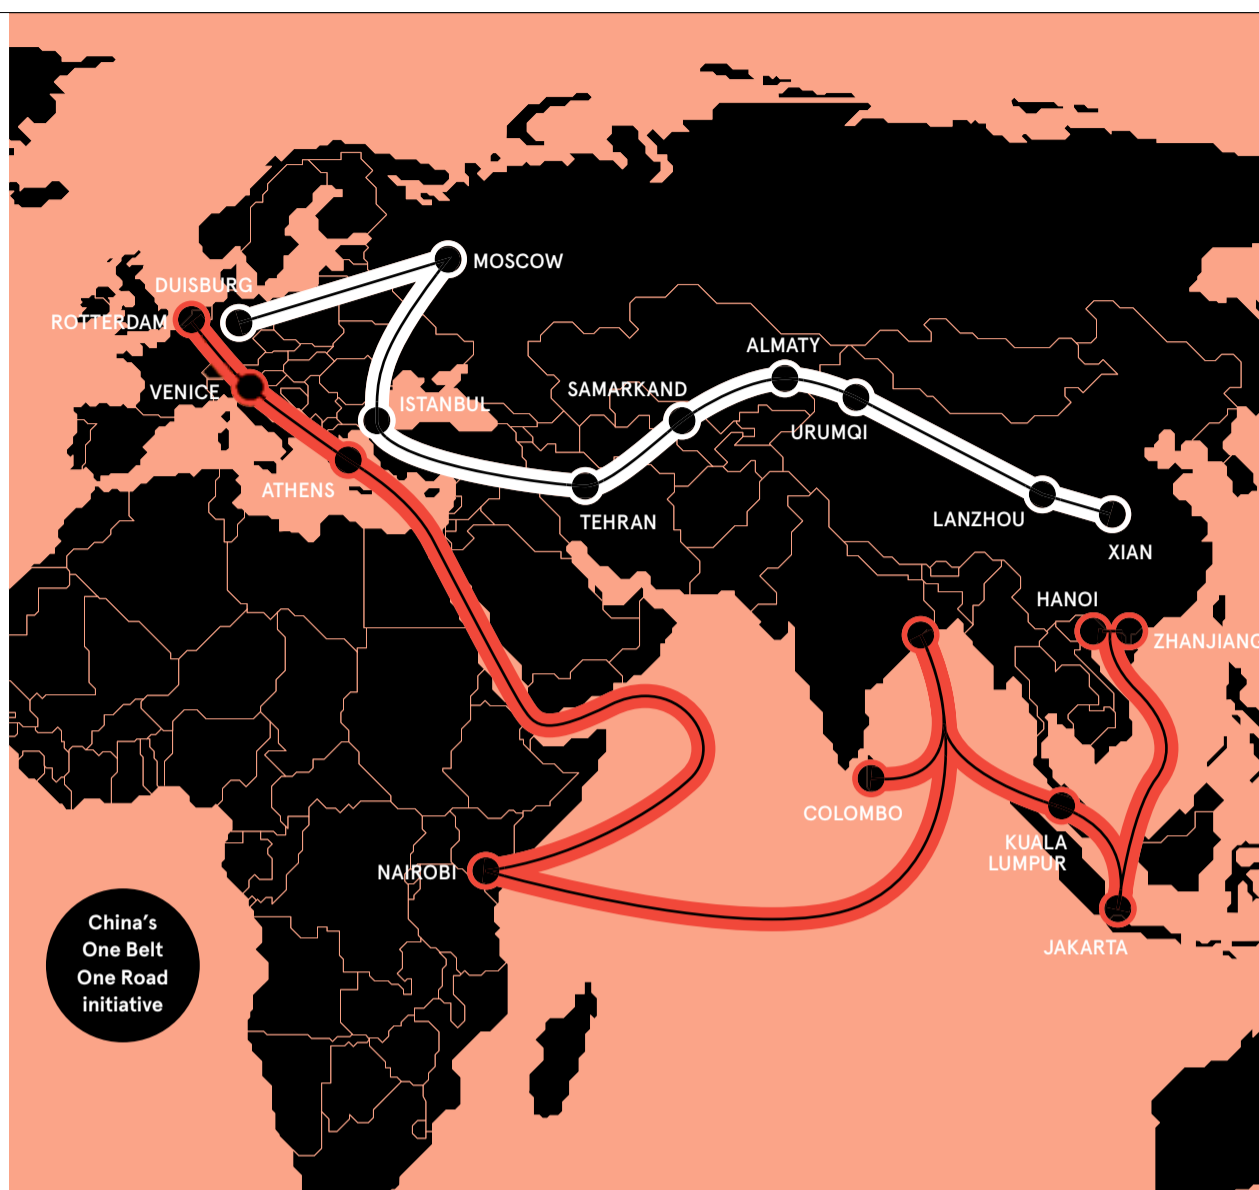 MOSCOW
DUISBURG
ROTTERDAM
ALMATY
VENICE
SAMARKAND
ISTANBUL
URUMQI
ATHENS
TEHRAN
LANZHOU
XIAN
HANOI
ZHANJIANG
COLOMBO
KUALA
LUMPUR
NAIROBI
JAKARTA
China's
One Belt
One Road
initiative